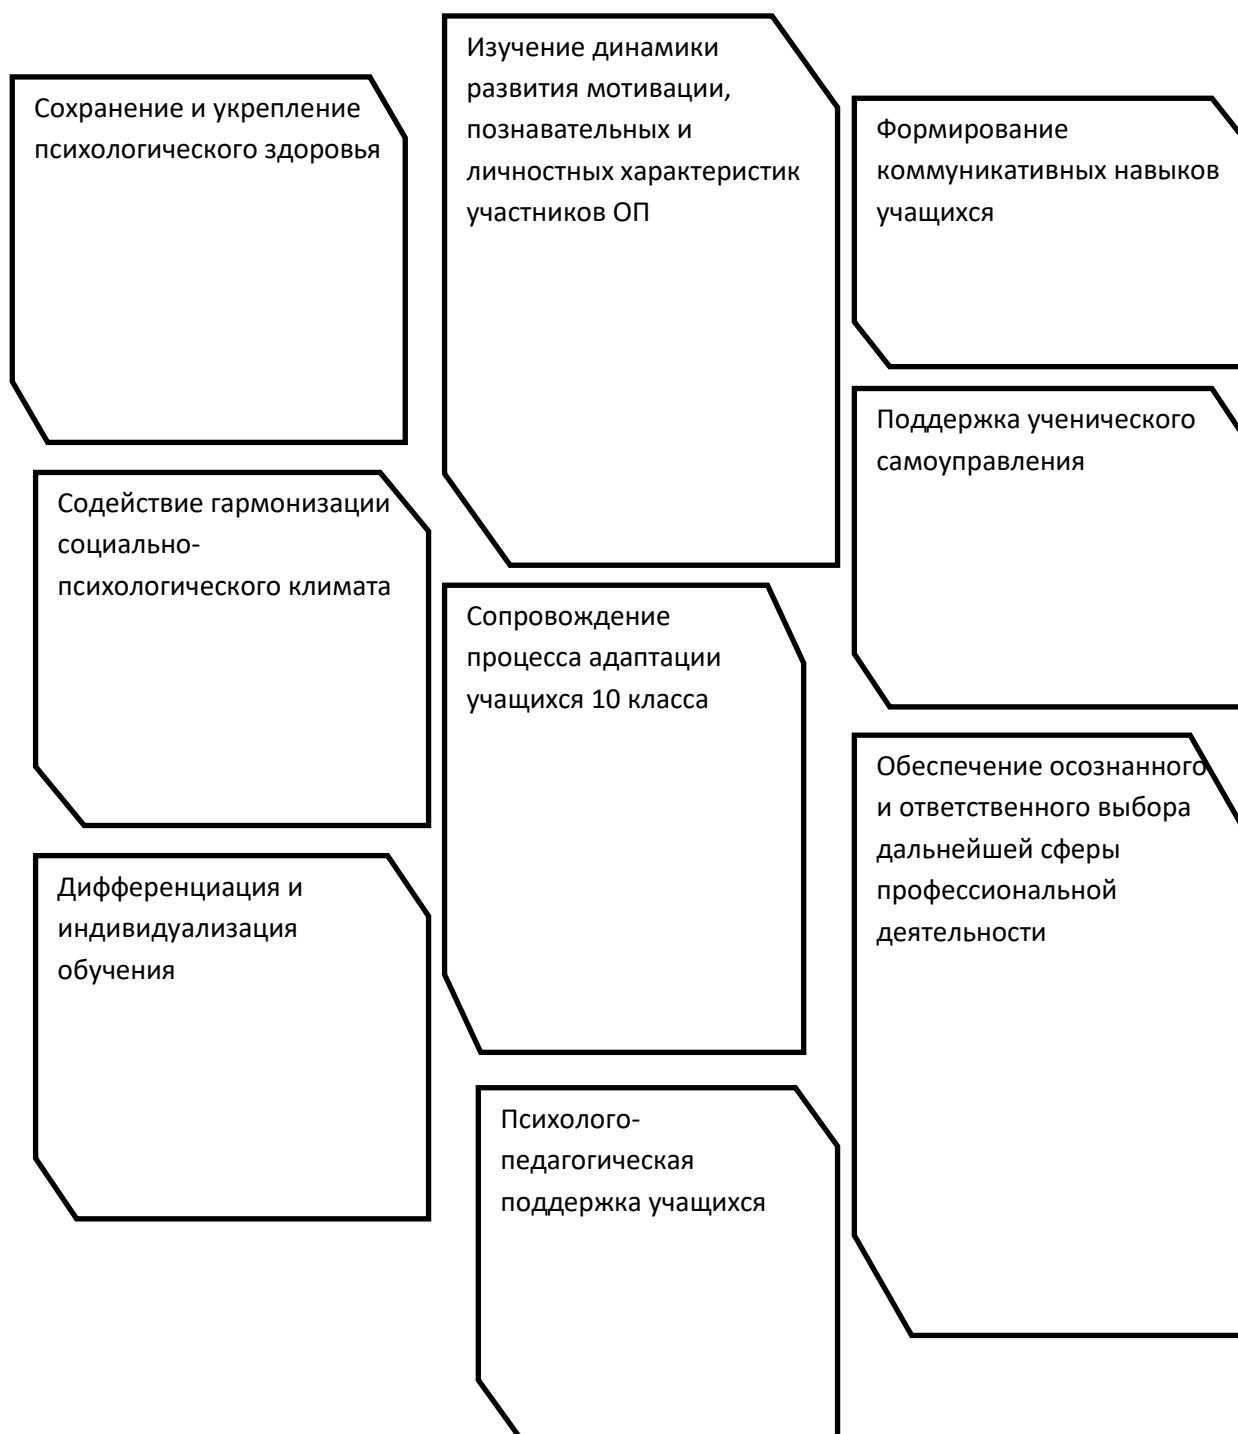 Сохранение и укрепление
психологического здоровья
Изучение динамики
развития мотивации,
познавательных и
личностных характеристик
участников ОП
Формирование
коммуникативных навыков
учащихся
Поддержка ученического
самоуправления
Содействие гармонизации
социально-
психологического климата
Сопровождение
процесса адаптации
учащихся 10 класса
Обеспечение осознанного
и ответственного выбора
дальнейшей сферы
профессиональной
деятельности
Дифференциация и
индивидуализация
обучения
Психолого-
педагогическая
поддержка учащихся